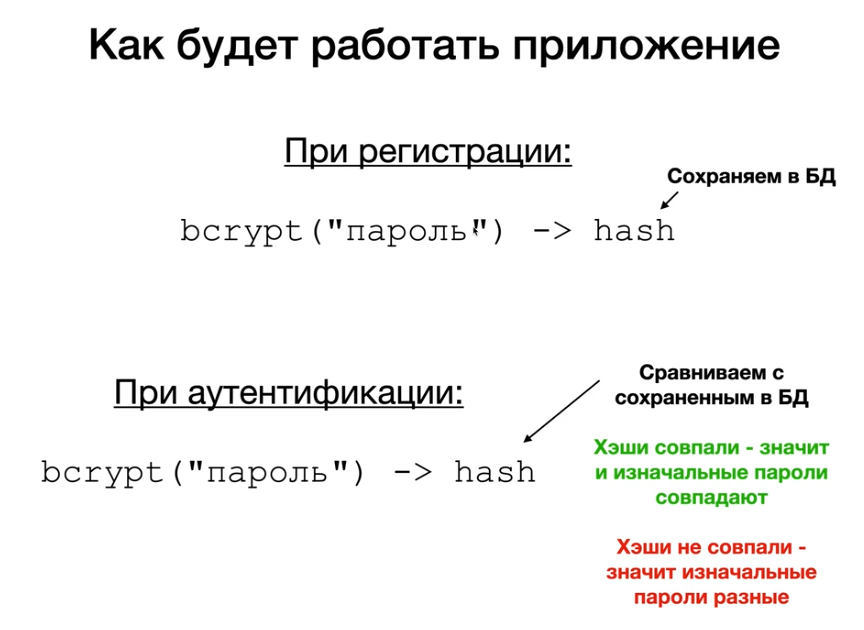 Как будет работать приложение
При регистрации:
Сохраняем в БД
bcrypt("пароль") -> hash
При аутентификации:
Сравниваем с
сохраненным в БД
bcrypt("пароль") -> hash
Хэши совпали - значит
и изначальные пароли
совпадают
Хэши не совпали -
значит изначальные
пароли разные